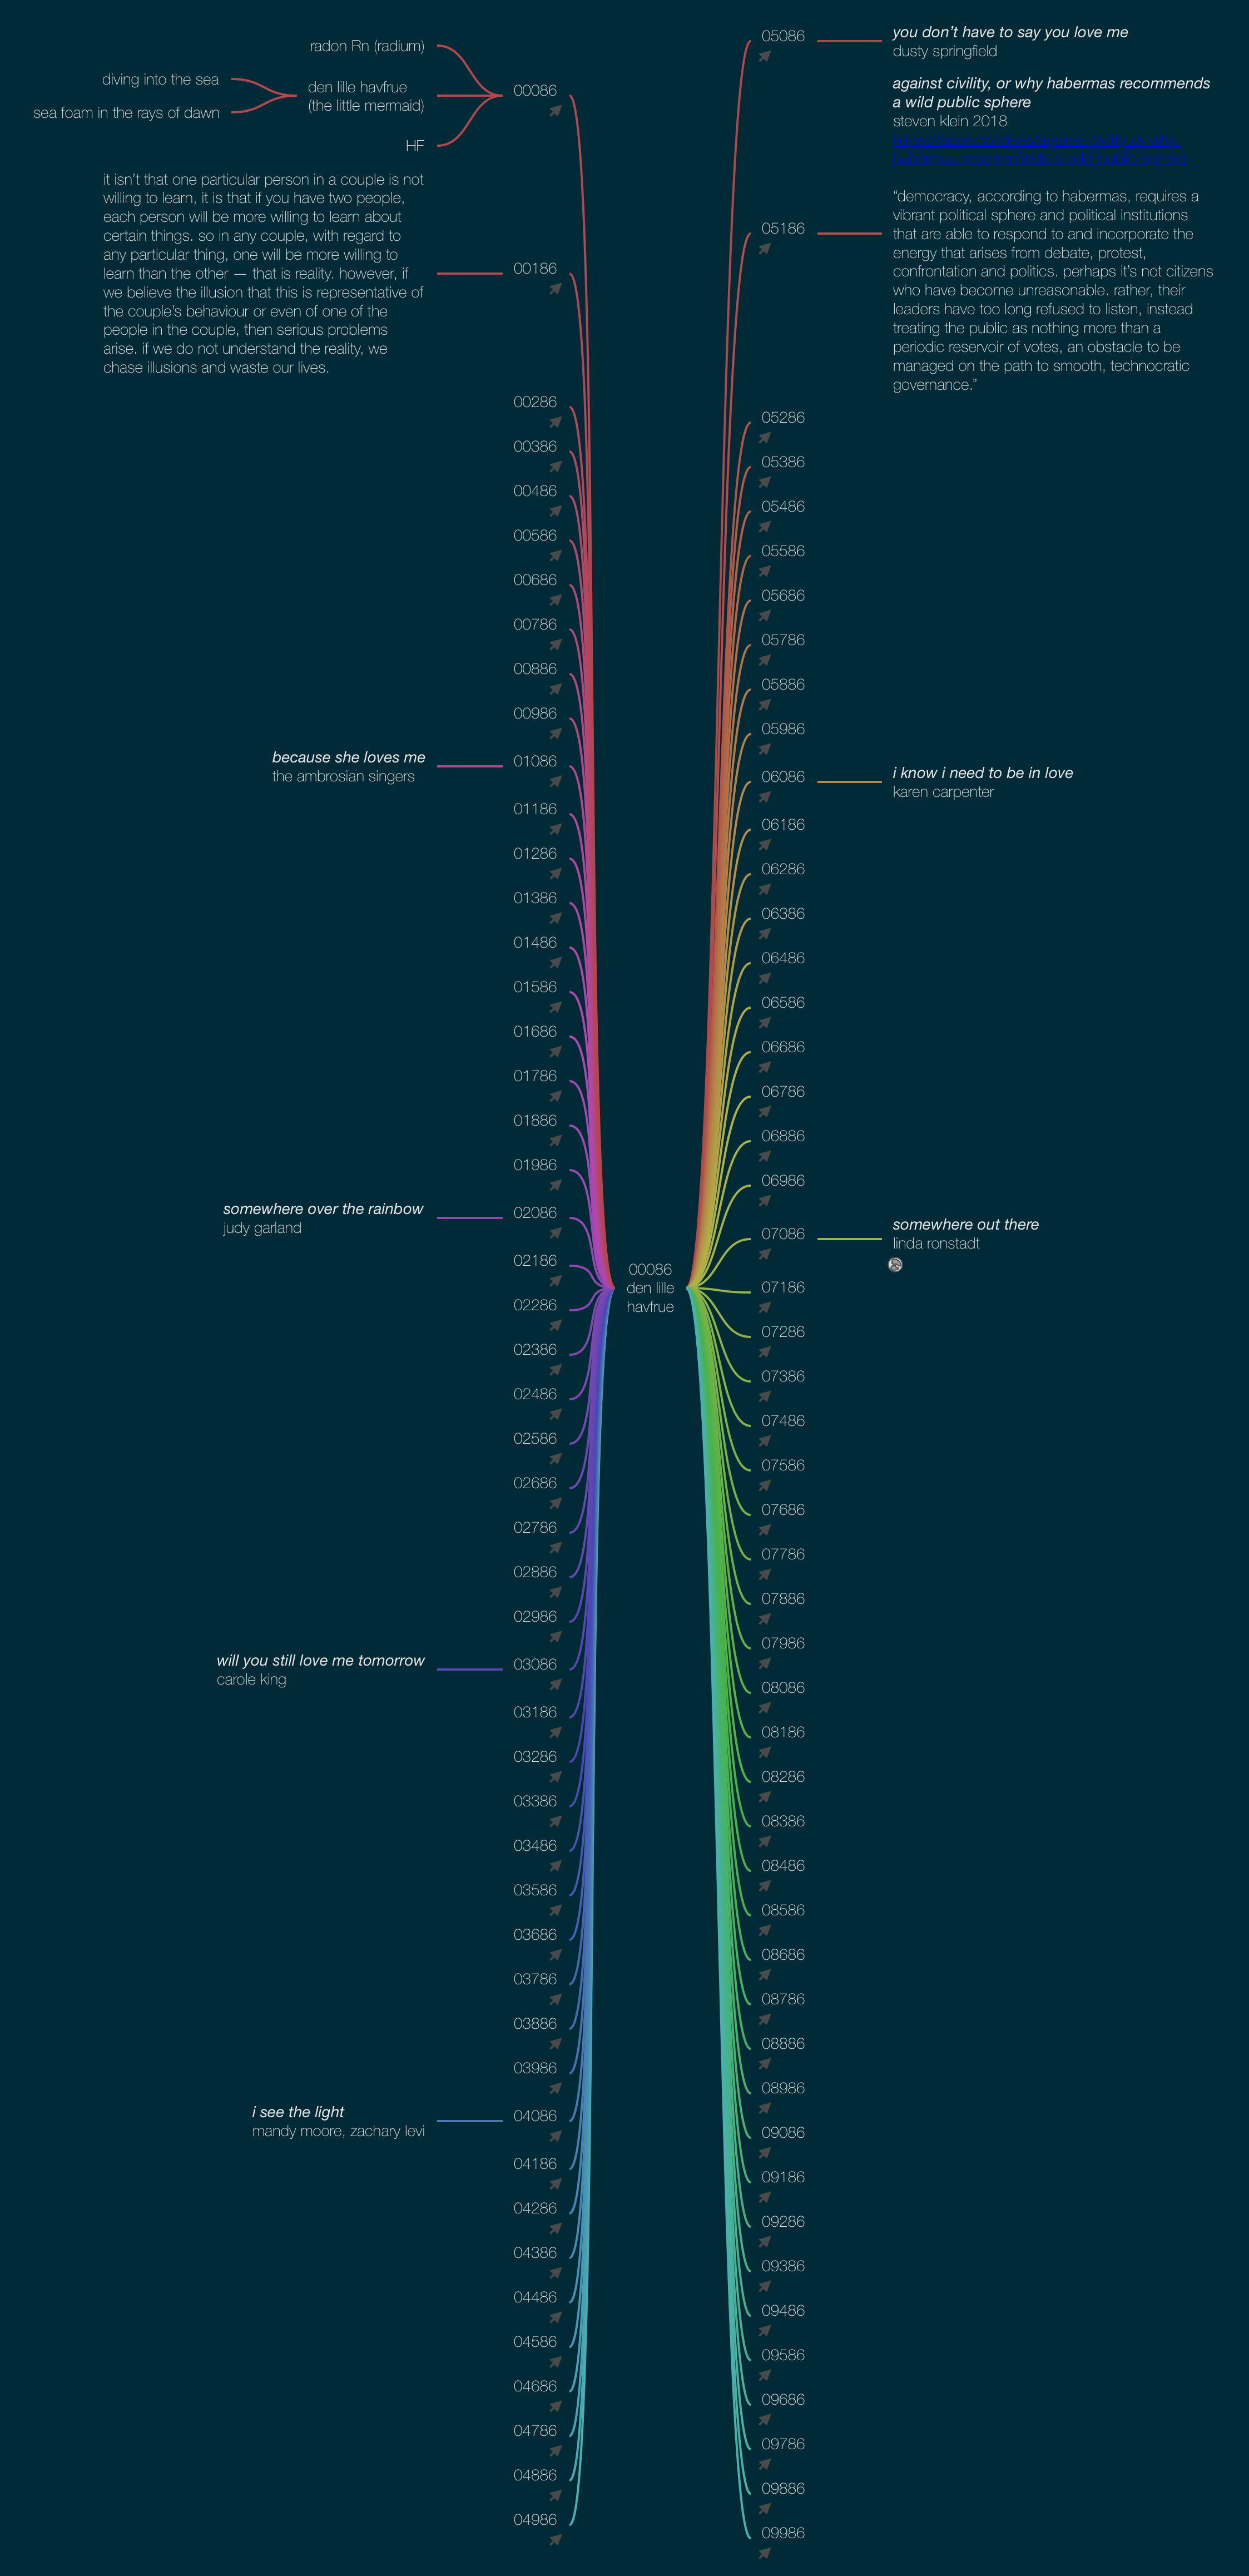 radon Rn (radium)
diving into the sea
sea foam in the rays of dawn
den lille havfrue
(the little mermaid)
HF
00086
it isn't that one particular person in a couple is not
willing to learn, it is that if you have two people,
each person will be more willing to learn about
certain things. so in any couple, with regard to
any particular thing, one will be more willing to
learn than the other — that is reality. however, if
we believe the illusion that this is representative of
the couple's behaviour or even of one of the
people in the couple, then serious problems
arise. if we do not understand the reality, we
chase illusions and waste our lives.
00186
00286
00386
00486
00586
00686
00786
00886
00986
because she loves me
the ambrosian singers
01086
01186
01286
01386
01486
01586
01686
01786
01886
01986
somewhere over the rainbow
judy garland
02086
02186
02286
02386
02486
02586
02686
02786
02886
02986
will you still love me tomorrow
carole king
03086
03186
03286
03386
03486
03586
03686
03786
03886
03986
i see the light
mandy moore, zachary levi
04086
04186
04286
04386
04486
04586
04686
04786
04886
04986
00086
den lille
havfrue
05086
you don't have to say you love me
dusty springfield
against civility, or why habermas recommends
a wild public sphere
steven klein 2018
05186
"democracy, according to habermas, requires a
vibrant political sphere and political institutions
that are able to respond to and incorporate the
energy that arises from debate, protest,
confrontation and politics. perhaps it's not citizens
who have become unreasonable. rather, their
leaders have too long refused to listen, instead
treating the public as nothing more than a
periodic reservoir of votes, an obstacle to be
managed on the path to smooth, technocratic
governance."
05286
05386
05486
05586
05686
05786
05886
05986
06086
i know i need to be in love
karen carpenter
06186
06286
06386
06486
06586
06686
06786
06886
06986
07086
somewhere out there
linda ronstadt
07186
07286
07386
07486
07586
07686
07786
07886
07986
08086
08186
08286
08386
08486
08586
08686
08786
08886
08986
09086
09186
09286
09386
09486
09586
09686
09786
09886
09986